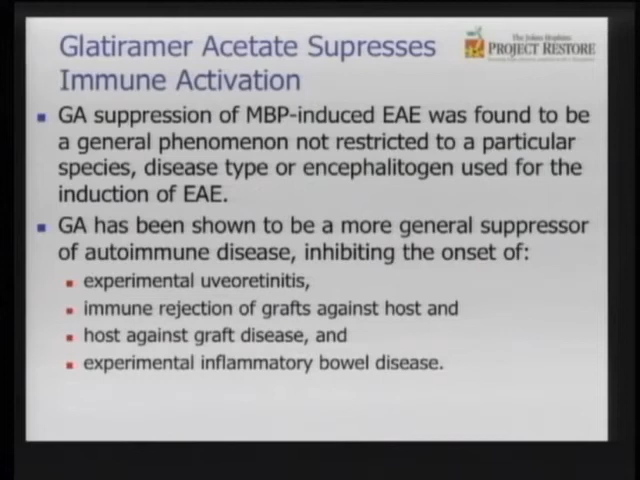 Glatiramer Acetate Supresses
Immune Activation
The Johns Hopkins
PROJECT RESTORE
GA suppression of MBP-induced EAE was found to be
a general phenomenon not restricted to a particular
species, disease type or encephalitogen used for the
induction of EAE.
GA has been shown to be a more general suppressor
of autoimmune disease, inhibiting the onset of:
experimental uveoretinitis,
immune rejection of grafts against host and
host against graft disease, and
experimental inflammatory bowel disease.